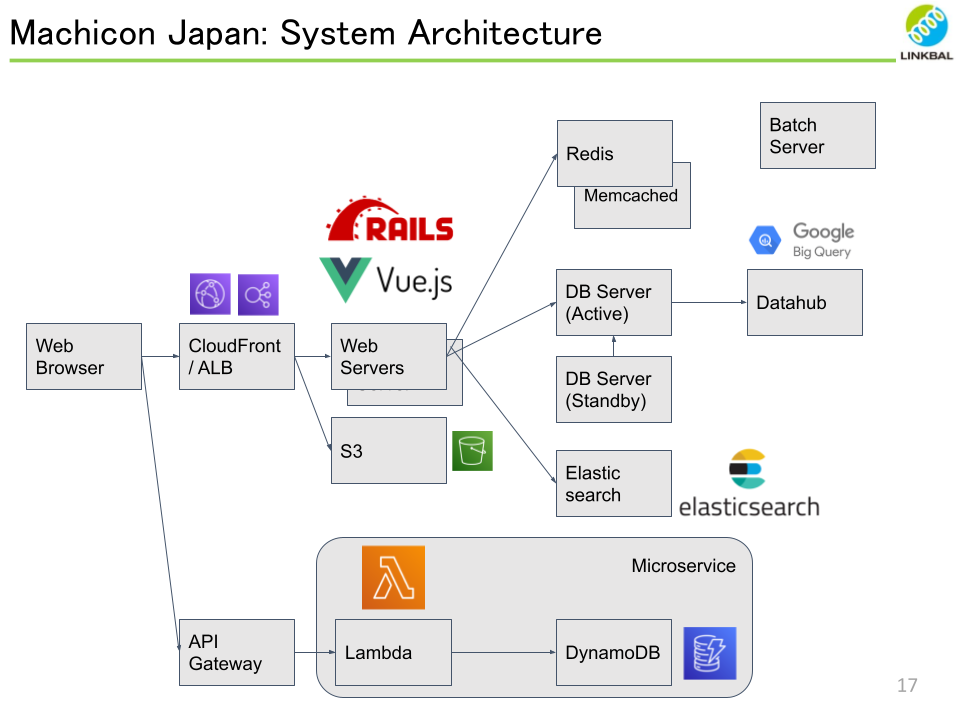 Machicon Japan: System Architecture
LINKBAL
Batch
Server
Redis
Memcached
RAILS
Vue.js
Google
Big Query
DB Server
(Active)
Datahub
Web
Browser
CloudFront
/ ALB
Web
Servers
DB Server
(Standby)
S3
Elastic
search
elasticsearch
Microservice
API
Gateway
Lambda
DynamoDB
17